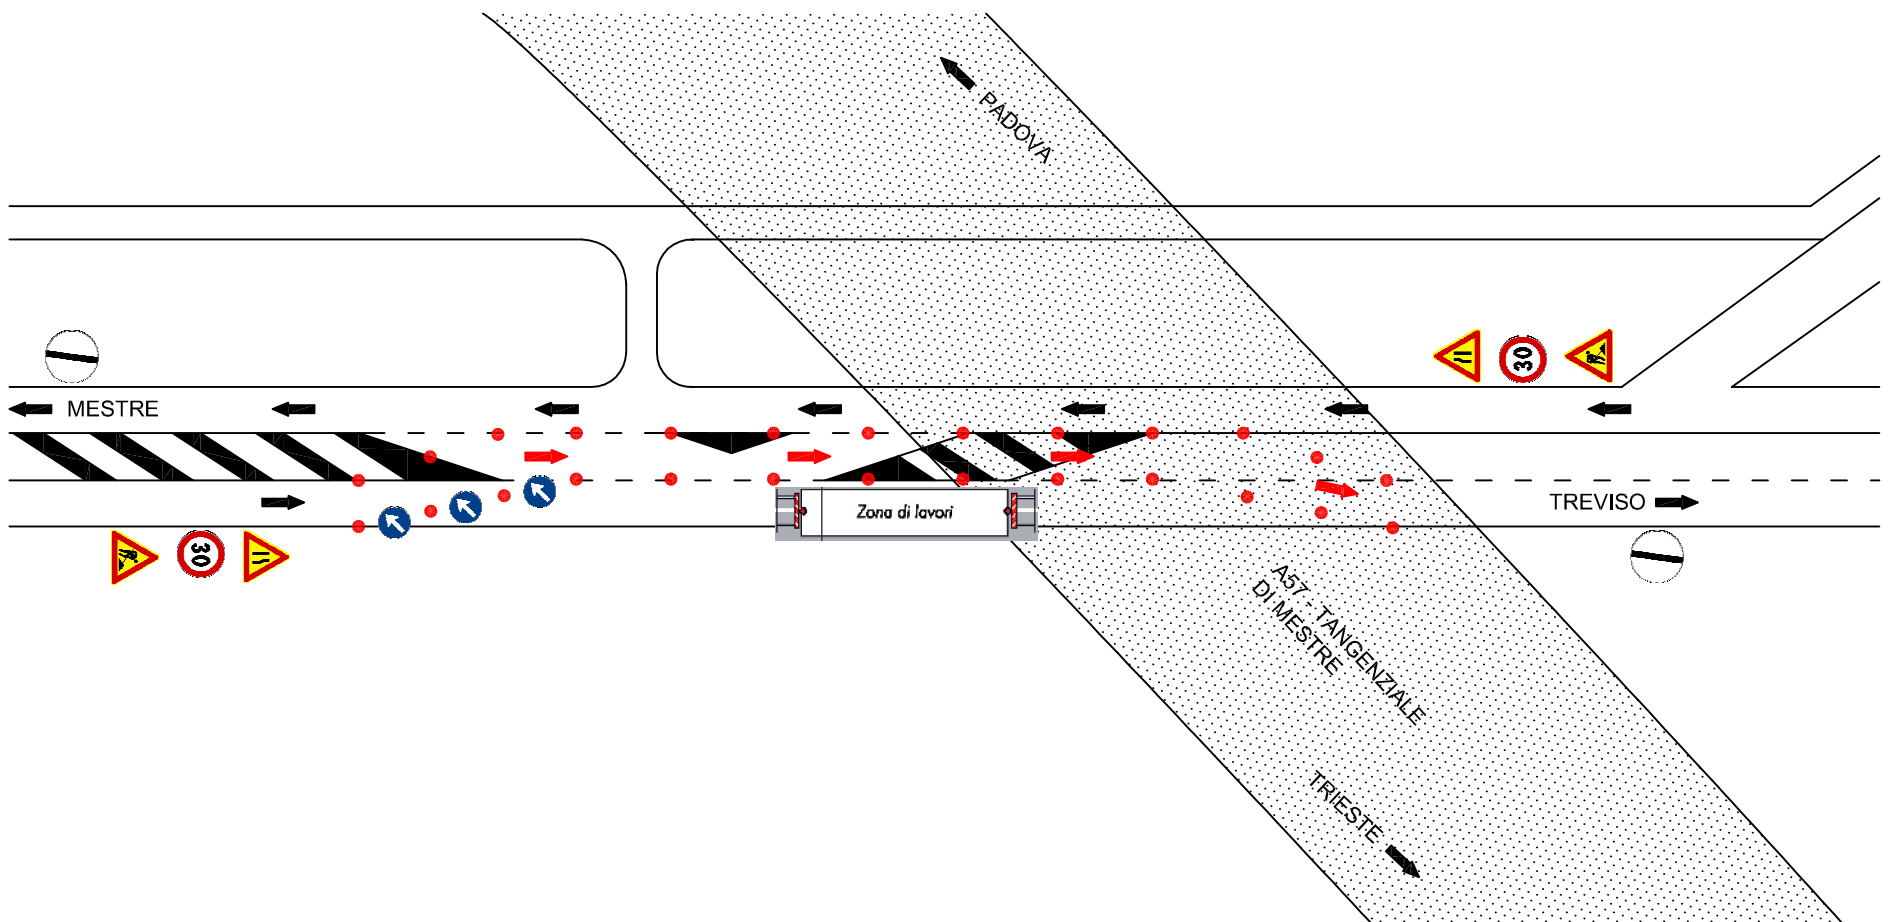 PADOVA
30
MESTRE
TREVISO
Zona di lavori
30
A57 - TANGENZIALE
DI MESTRE
TRIESTE